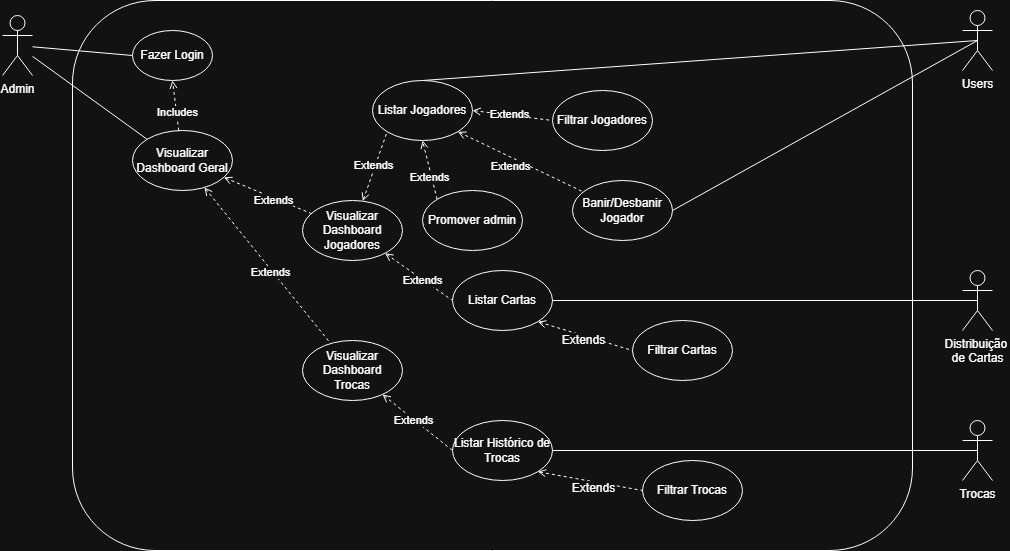 Admin
Fazer Login
Includes
Visualizar
Dashboard Geral
Users
Listar Jogadores
Extends
Filtrar Jogadores
Extends
Extends
Extends
Banir/Desbanir
Jogador
Promover admin
Extends
Visualizar
Dashboard
Jogadores
Extends
Extends
Listar Cartas
Extends
Filtrar Cartas
Distribuição
de Cartas
Visualizar
Dashboard
Trocas
Extends
Listar Histórico de
Trocas
Extends
Filtrar Trocas
Trocas